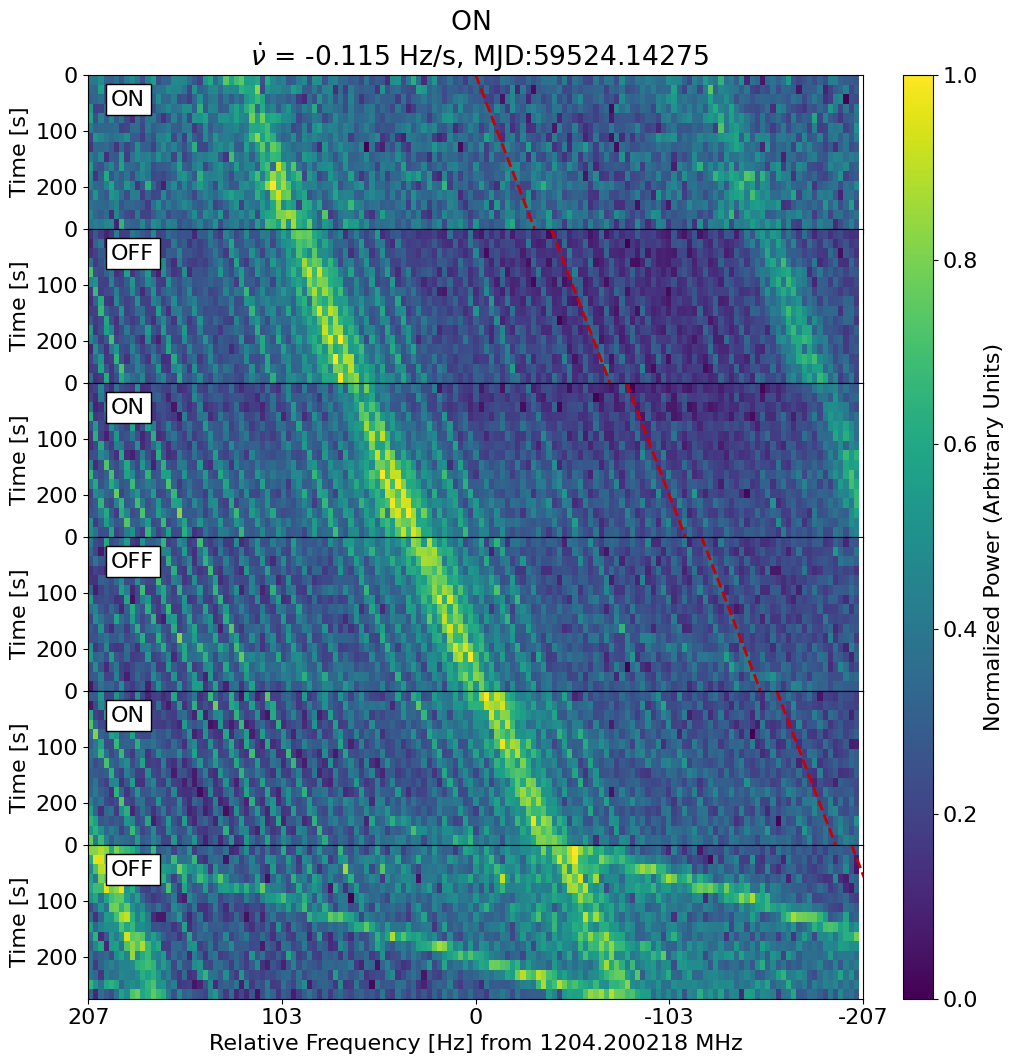 ON
ν̇ = -0.115 Hz/s, MJD:59524.14275
0
ON
100
200
Time [s]
0
OFF
100
200
Time [s]
0
ON
100
200
Time [s]
0
OFF
100
200
Time [s]
0
ON
100
200
Time [s]
0
OFF
100
200
Time [s]
207 103 0 -103 -207
Relative Frequency [Hz] from 1204.200218 MHz
1.0
0.8
0.6
0.4
0.2
0.0
Normalized Power (Arbitrary Units)